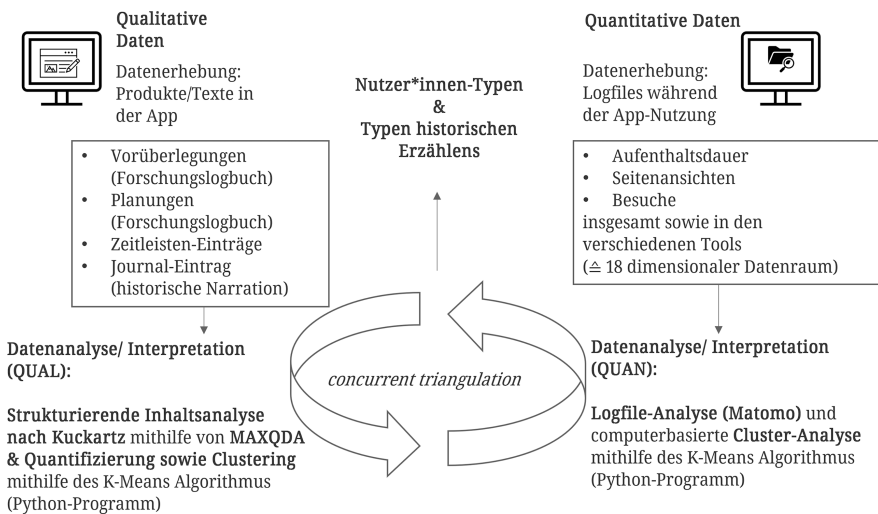 Qualitative
Daten
Datenerhebung:
Produkte/Texte in
der App
• Vorüberlegungen
(Forschungslogbuch)
• Planungen
(Forschungslogbuch)
• Zeitleisten-Einträge
• Journal-Eintrag
(historische Narration)
Datenanalyse/ Interpretation
(QUAL):
Strukturierende Inhaltsanalyse
nach Kuckartz mithilfe von MAXQDA
& Quantifizierung sowie Clustering
mithilfe des K-Means Algorithmus
(Python-Programm)
Nutzer*innen-Typen
&
Typen historischen
Erzählens
concurrent triangulation
Quantitative Daten
Datenerhebung:
Logfiles während
der App-Nutzung
• Aufenthaltsdauer
• Seitenansichten
• Besuche
insgesamt sowie in den
verschiedenen Tools
(≙ 18 dimensionaler Datenraum)
Datenanalyse/ Interpretation
(QUAN):
Logfile-Analyse (Matomo) und
computerbasierte Cluster-Analyse
mithilfe des K-Means Algorithmus
(Python-Programm)